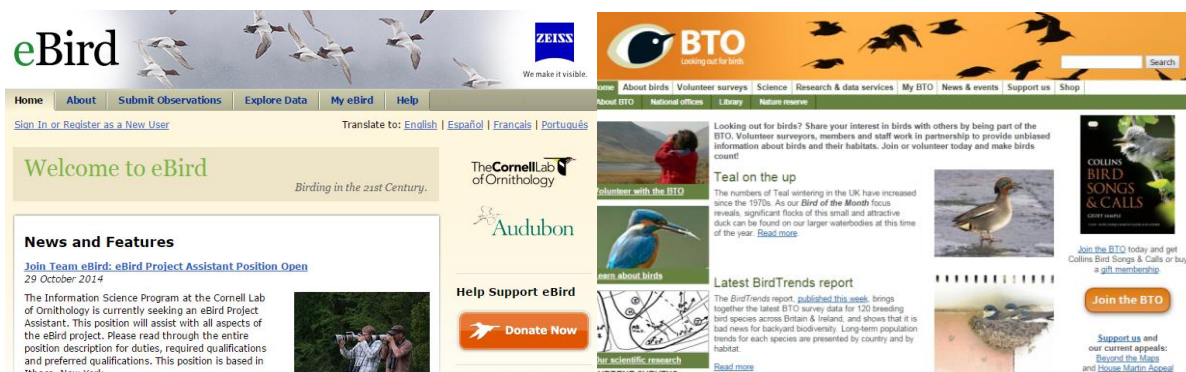 eBird
ZEISS
We make it visible.
Home About Submit Observations Explore Data My eBird Help
Sign In or Register as a New User
Translate to: English | Español | Français | Português
Welcome to eBird
Birding in the 21st Century.
News and Features
Join Team eBird: eBird Project Assistant Position Open
29 October 2014
The Information Science Program at the Cornell Lab
of Ornithology is currently seeking an eBird Project
Assistant. This position will assist with all aspects of
the eBird project. Please read through the entire
position description for duties, required qualifications
and preferred qualifications. This position is based in
TheCornellLab
of Ornithology
Audubon
Help Support eBird
Donate Now
BTO
Looking out for birds
Search
ome About birds Volunteer surveys Science Research & data services My BTO News & events Support us Shop
About BTO National offices Library Nature reserve
Volunteer with the BTO
Learn about birds
Our scientific research
Looking out for birds? Share your interest in birds with others by being part of the
BTO. Volunteer surveyors, members and staff work in partnership to provide unbiased
information about birds and their habitats. Join or volunteer today and make birds
count!
Teal on the up
The numbers of Teal wintering in the UK have increased
since the 1970s. As our Bird of the Month focus
reveals, significant flocks of this small and attractive
duck can be found on our larger waterbodies at this time
of the year. Read more.
Latest BirdTrends report
The BirdTrends report, published this week, brings
together the latest BTO survey data for 120 breeding
bird species across Britain & Ireland, and shows that it is
bad news for backyard biodiversity. Long-term population
trends for each species are presented by country and by
habitat.
Read more
COLLINS
BIRD
SONGS
& CALLS
GEOFF SAMPLE
Join the BTO today and get
Collins Bird Songs & Calls or buy
a gift membership.
Join the BTO
Support us and
our current appeals:
Beyond the Maps
and House Martin Appeal